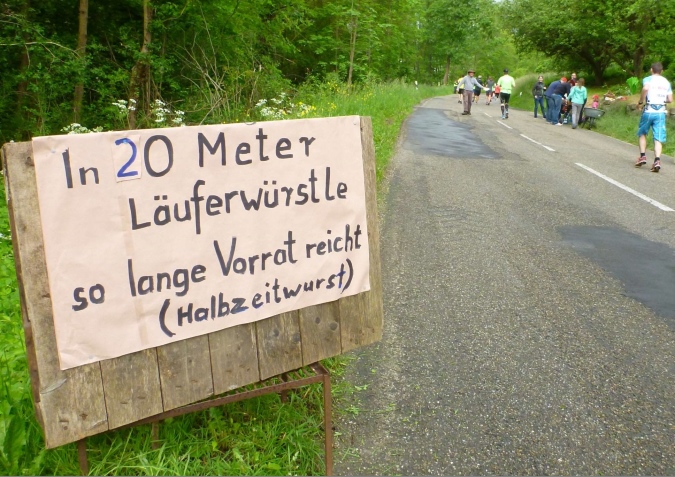 In 20 Meter
Läuferwürstle
so lange Vorrat reicht
(Halbzeitwurst)